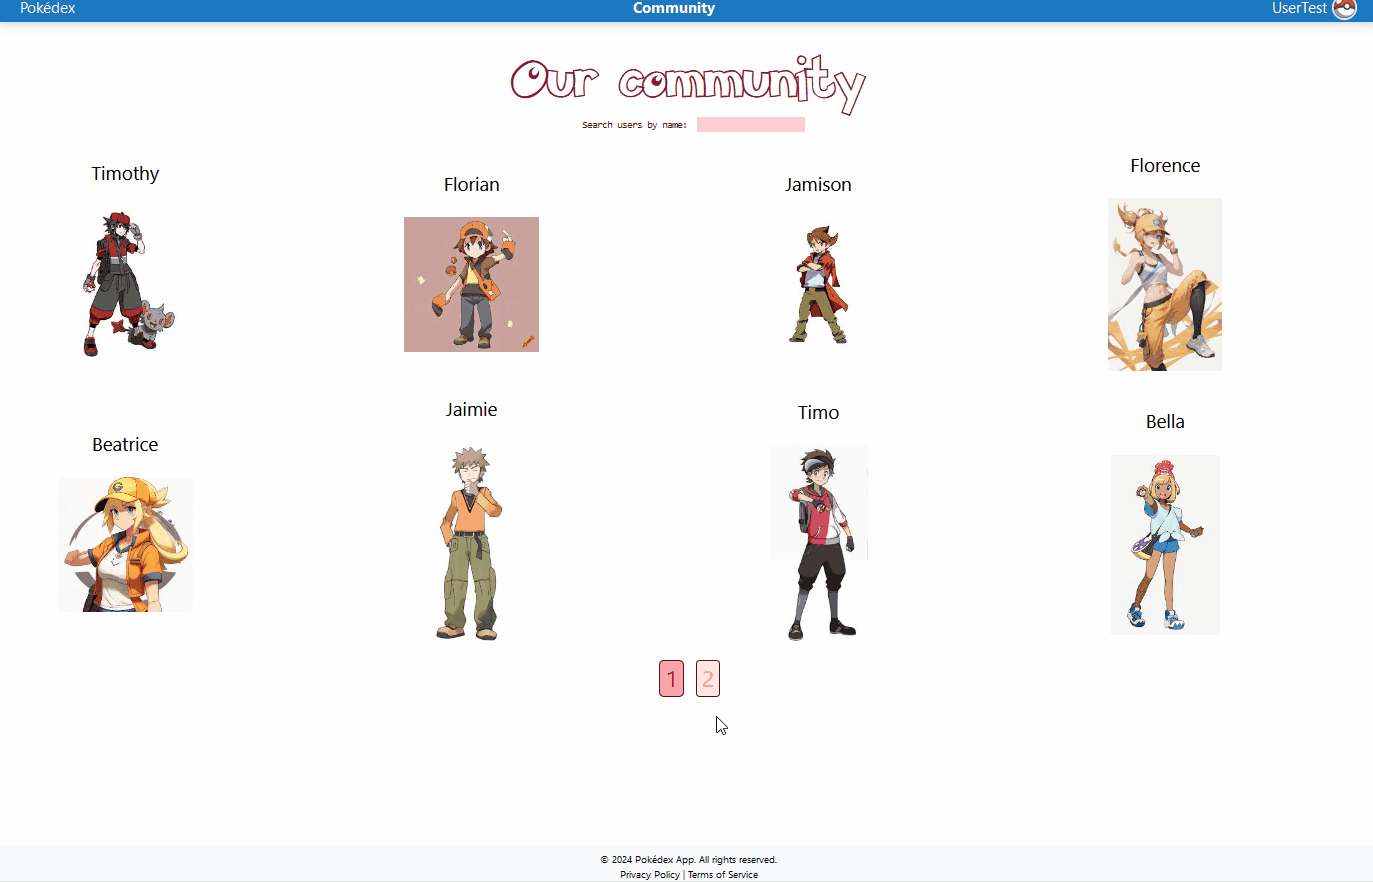 Pokédex Community UserTest
Our community
Search users by name:
Timothy Florian Jamison Florence
Beatrice Jaimie Timo Bella
1 2
© 2024 Pokédex App. All rights reserved.
Privacy Policy | Terms of Service